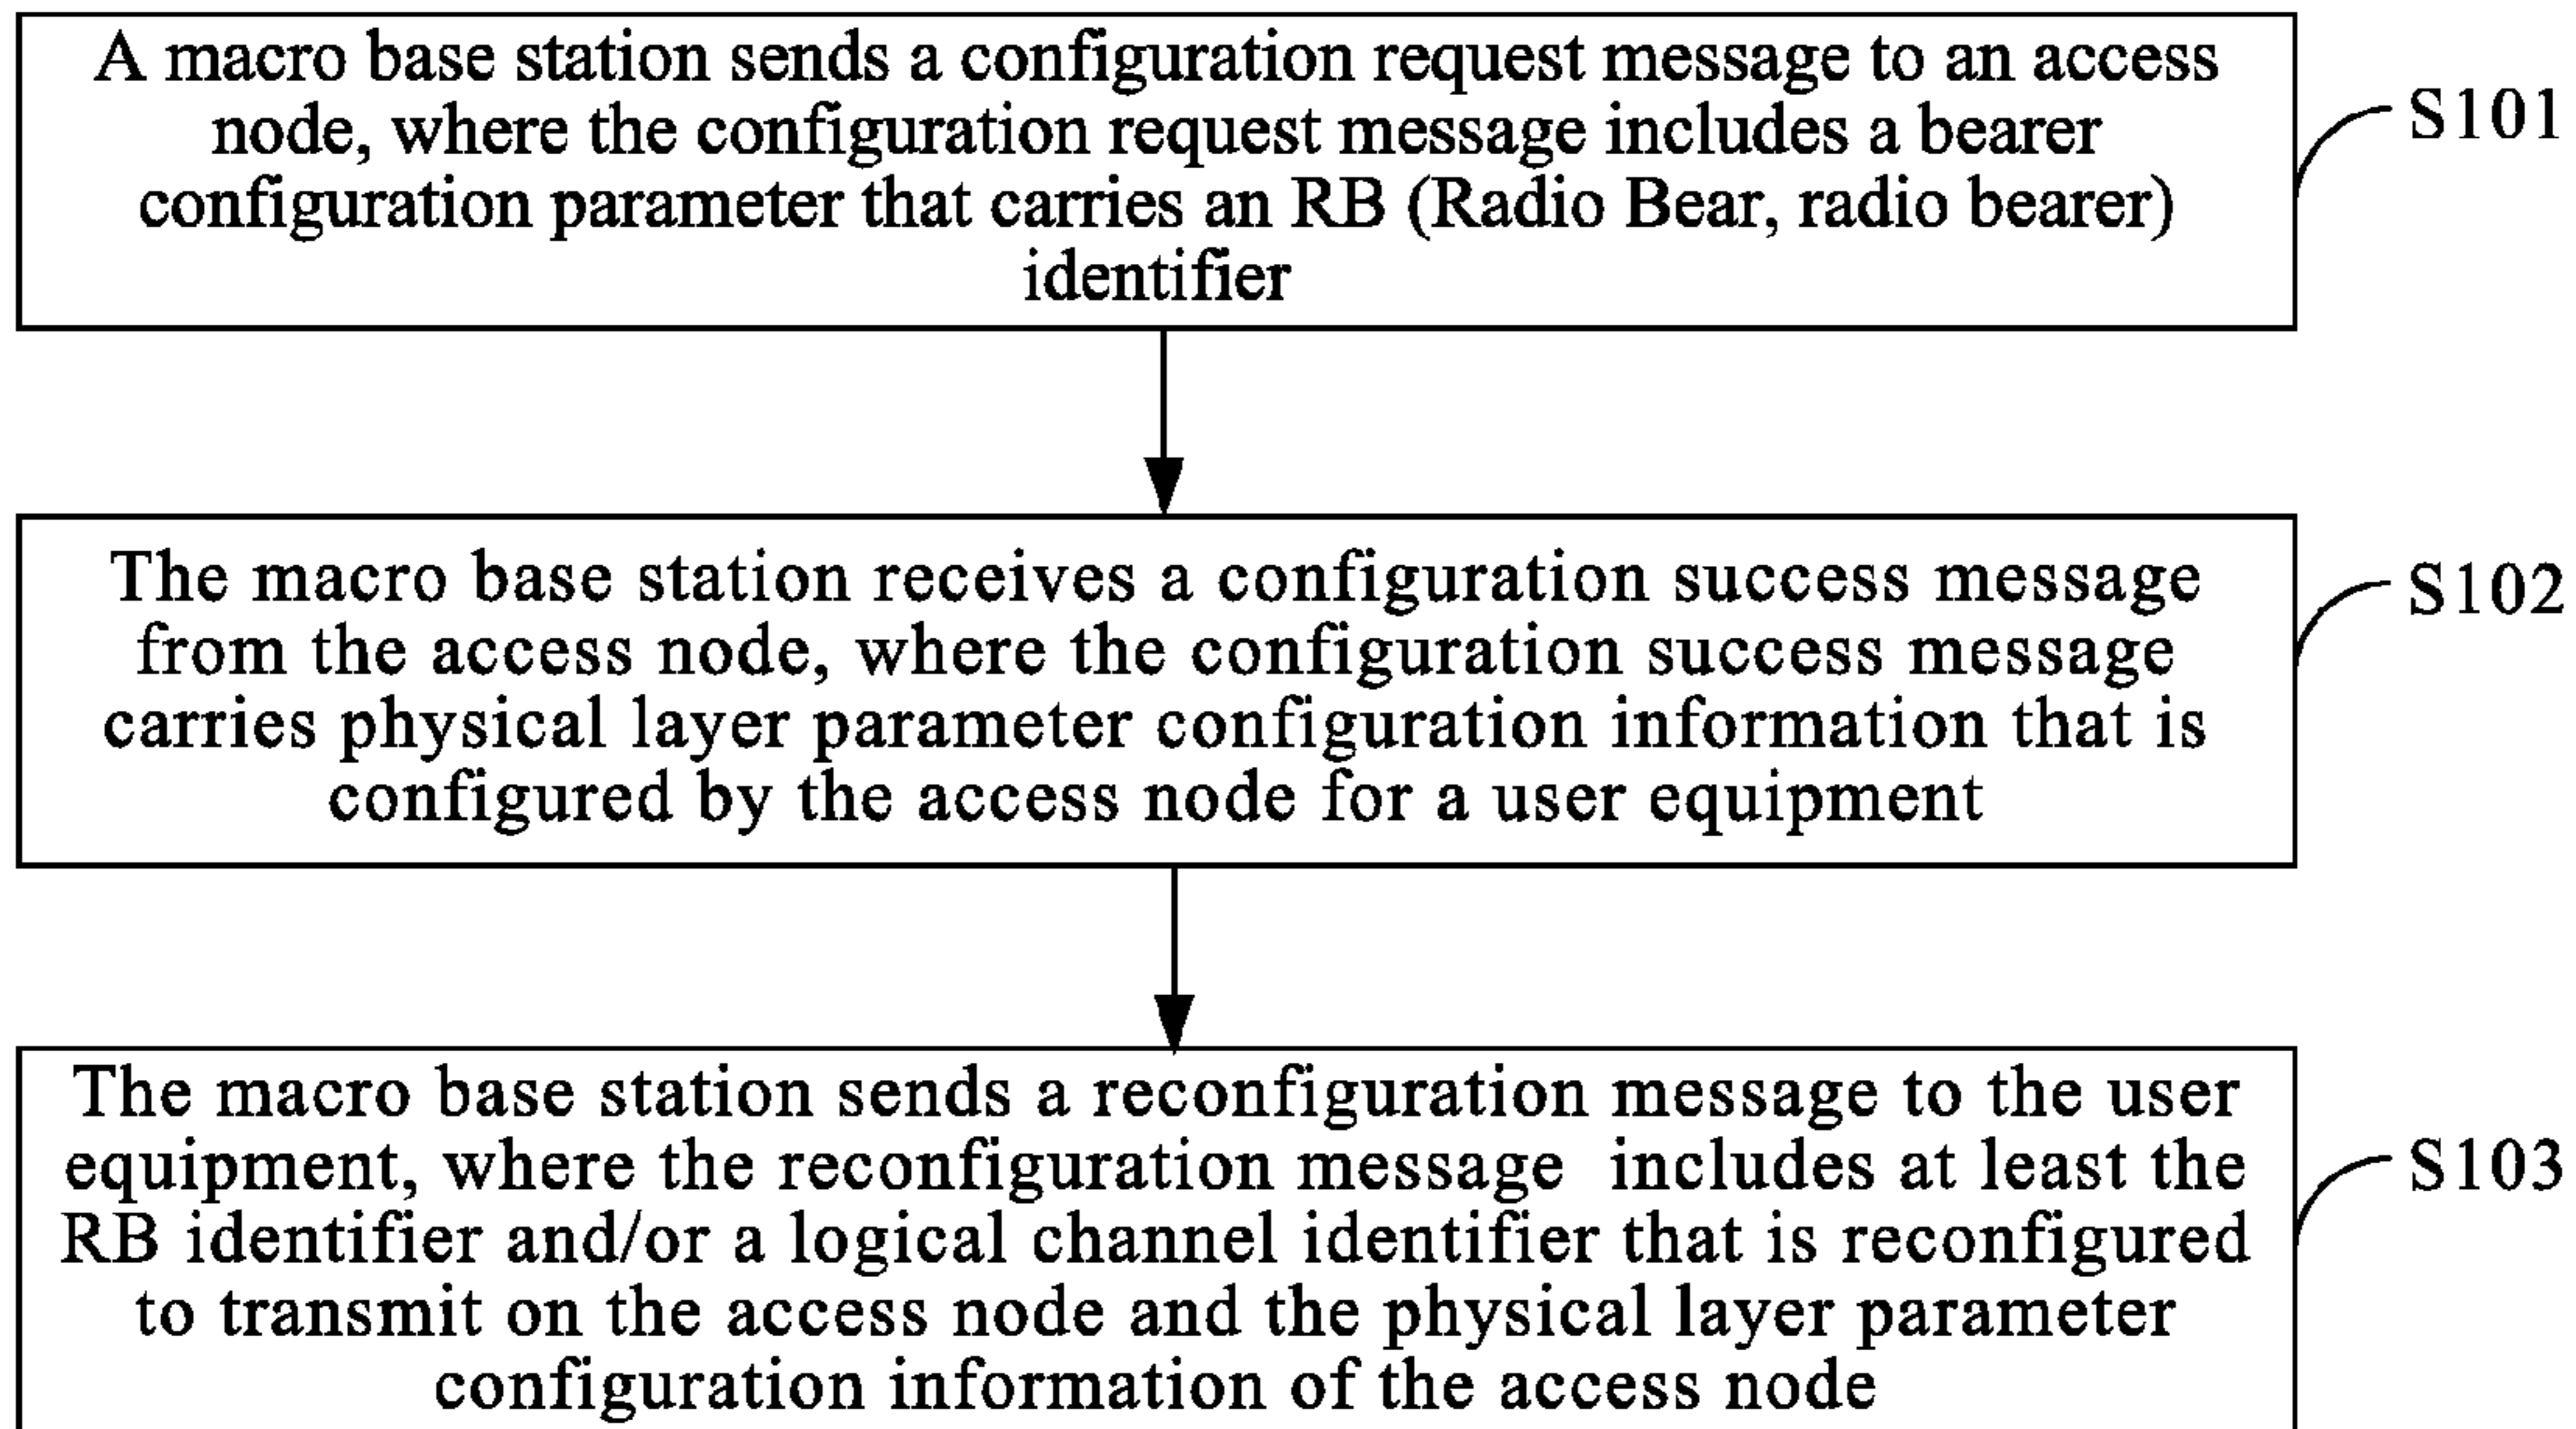 A macro base station sends a configuration request message to an access
node, where the configuration request message includes a bearer
configuration parameter that carries an RB (Radio Bear, radio bearer)
identifier
S101
The macro base station receives a configuration success message
from the access node, where the configuration success message
carries physical layer parameter configuration information that is
configured by the access node for a user equipment
S102
The macro base station sends a reconfiguration message to the user
equipment, where the reconfiguration message includes at least the
RB identifier and/or a logical channel identifier that is reconfigured
to transmit on the access node and the physical layer parameter
configuration information of the access node
S103